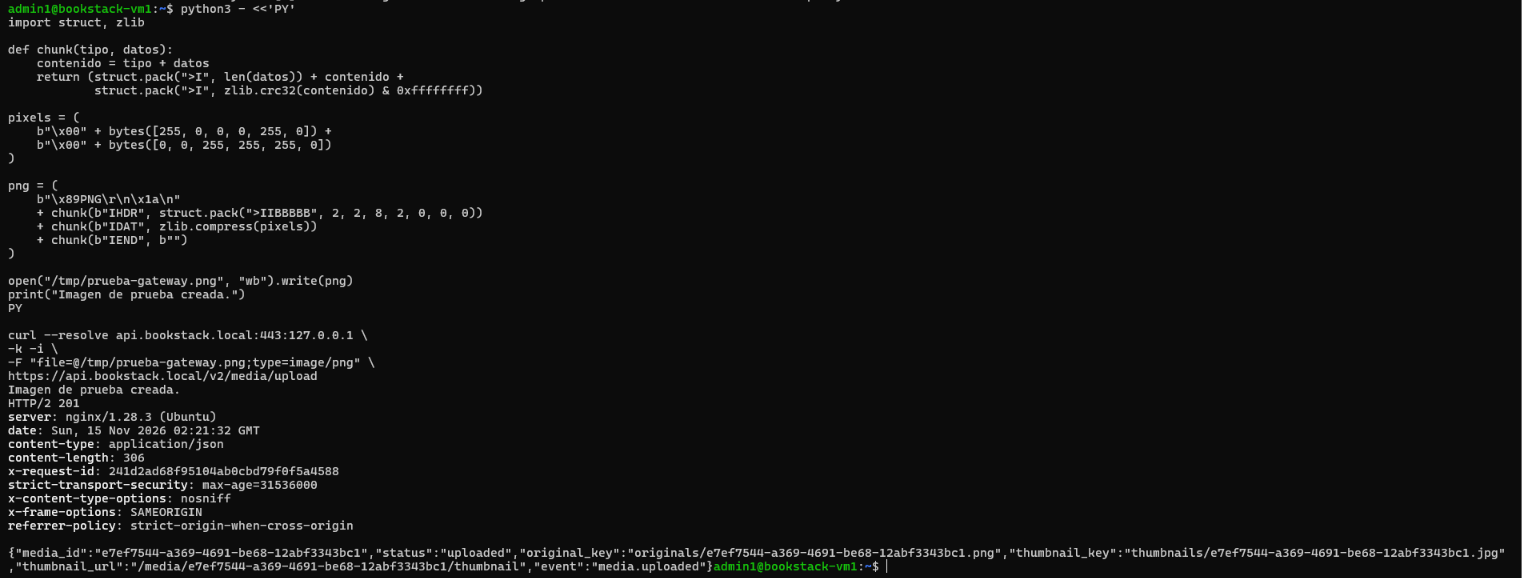 admin1@bookstack-vm1:~$ python3 - <<'PY'
import struct, zlib

def chunk(tipo, datos):
    contenido = tipo + datos
    return (struct.pack(">I", len(datos)) + contenido +
            struct.pack(">I", zlib.crc32(contenido) & 0xffffffff))

pixels = (
    b"\x00" + bytes([255, 0, 0, 0, 255, 0]) +
    b"\x00" + bytes([0, 0, 255, 255, 255, 0])
)

png = (
    b"\x89PNG\r\n\x1a\n"
    + chunk(b"IHDR", struct.pack(">IIBBBBB", 2, 2, 8, 2, 0, 0, 0))
    + chunk(b"IDAT", zlib.compress(pixels))
    + chunk(b"IEND", b"")
)

open("/tmp/prueba-gateway.png", "wb").write(png)
print("Imagen de prueba creada.")
PY

curl --resolve api.bookstack.local:443:127.0.0.1 \
-k -i \
-F "file=@/tmp/prueba-gateway.png;type=image/png" \
https://api.bookstack.local/v2/media/upload
Imagen de prueba creada.
HTTP/2 201
server: nginx/1.28.3 (Ubuntu)
date: Sun, 15 Nov 2026 02:21:32 GMT
content-type: application/json
content-length: 306
x-request-id: 241d2ad68f95104ab0cbd79f0f5a4588
strict-transport-security: max-age=31536000
x-content-type-options: nosniff
x-frame-options: SAMEORIGIN
referrer-policy: strict-origin-when-cross-origin

{"media_id":"e7ef7544-a369-4691-be68-12abf3343bc1","status":"uploaded","original_key":"originals/e7ef7544-a369-4691-be68-12abf3343bc1.png","thumbnail_key":"thumbnails/e7ef7544-a369-4691-be68-12abf3343bc1.jpg"
,"thumbnail_url":"/media/e7ef7544-a369-4691-be68-12abf3343bc1/thumbnail","event":"media.uploaded"}admin1@bookstack-vm1:~$